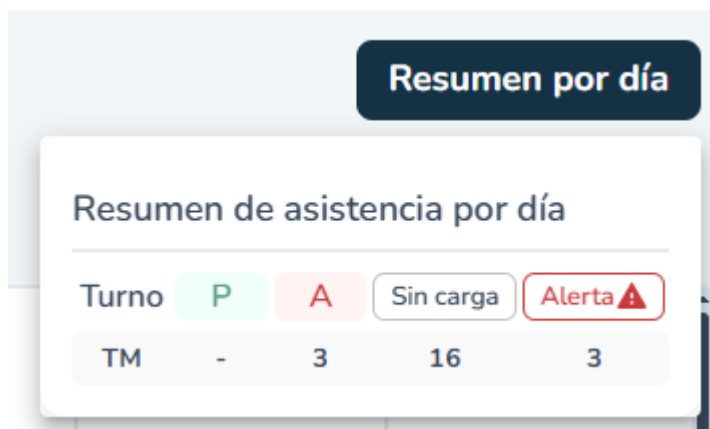 Resumen por día
Resumen de asistencia por día
Turno P A Sin carga Alerta
TM - 3 16 3